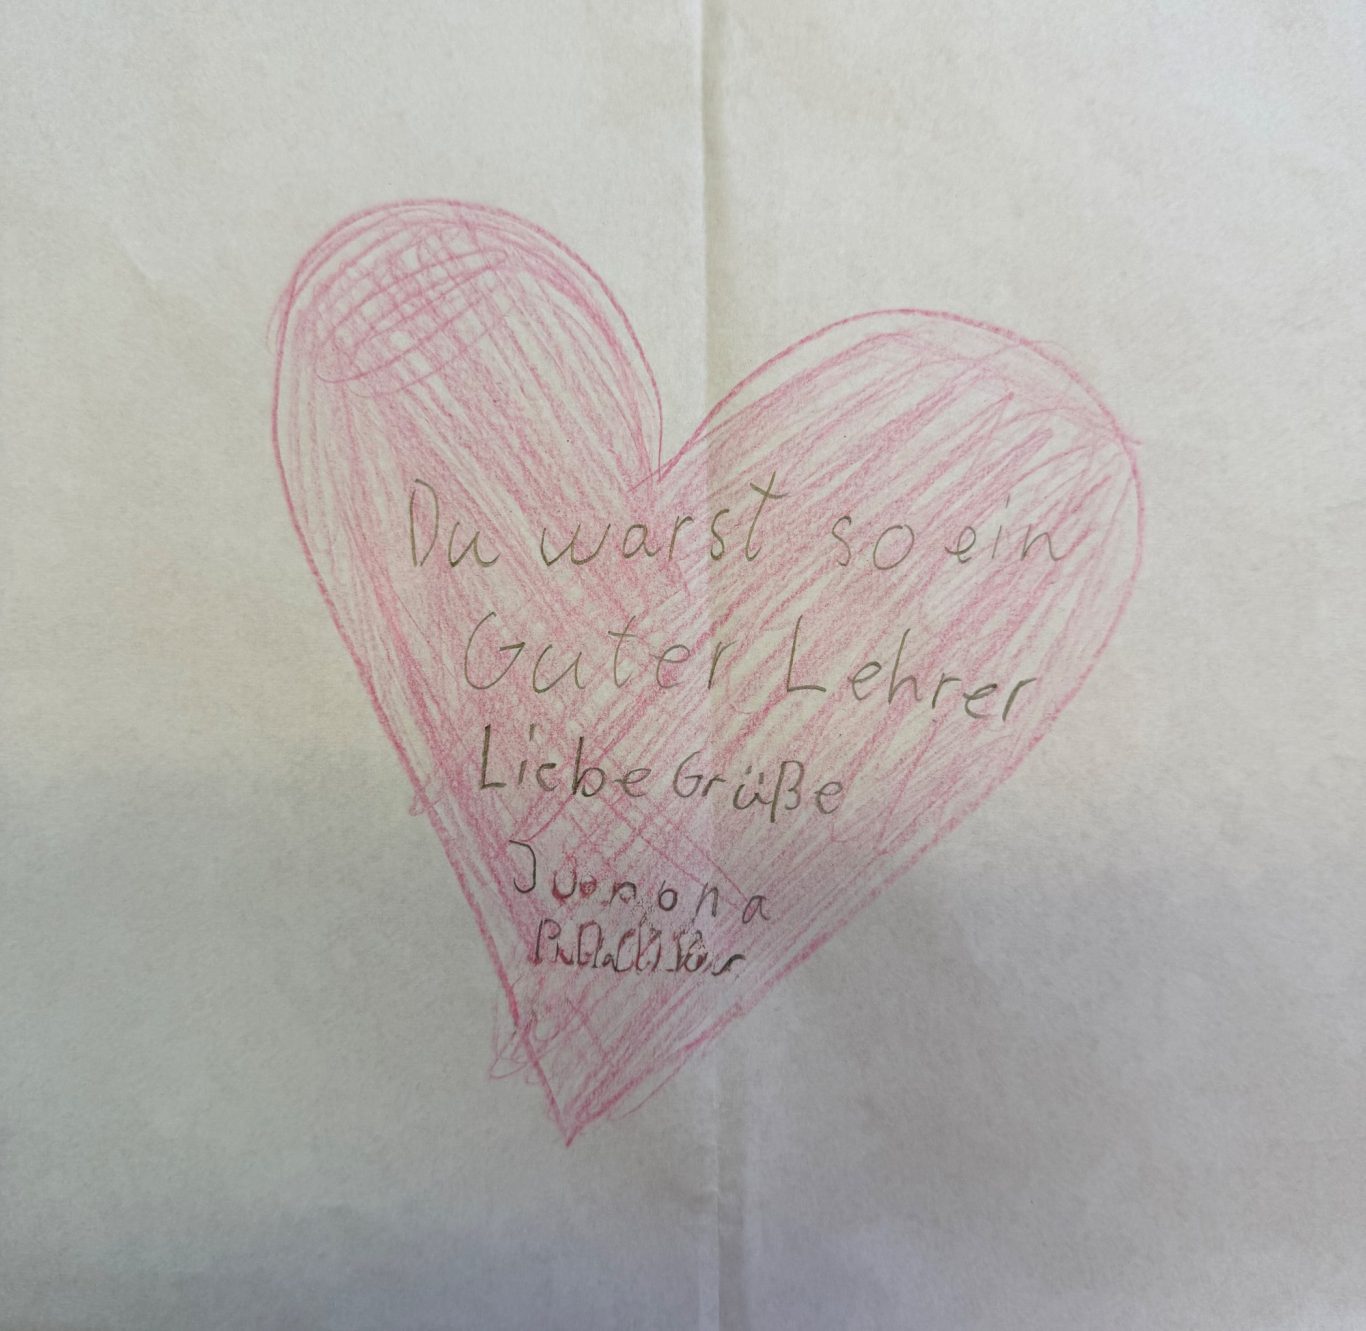 Du warst so ein
Guter Lehrer
Liebe Grüße